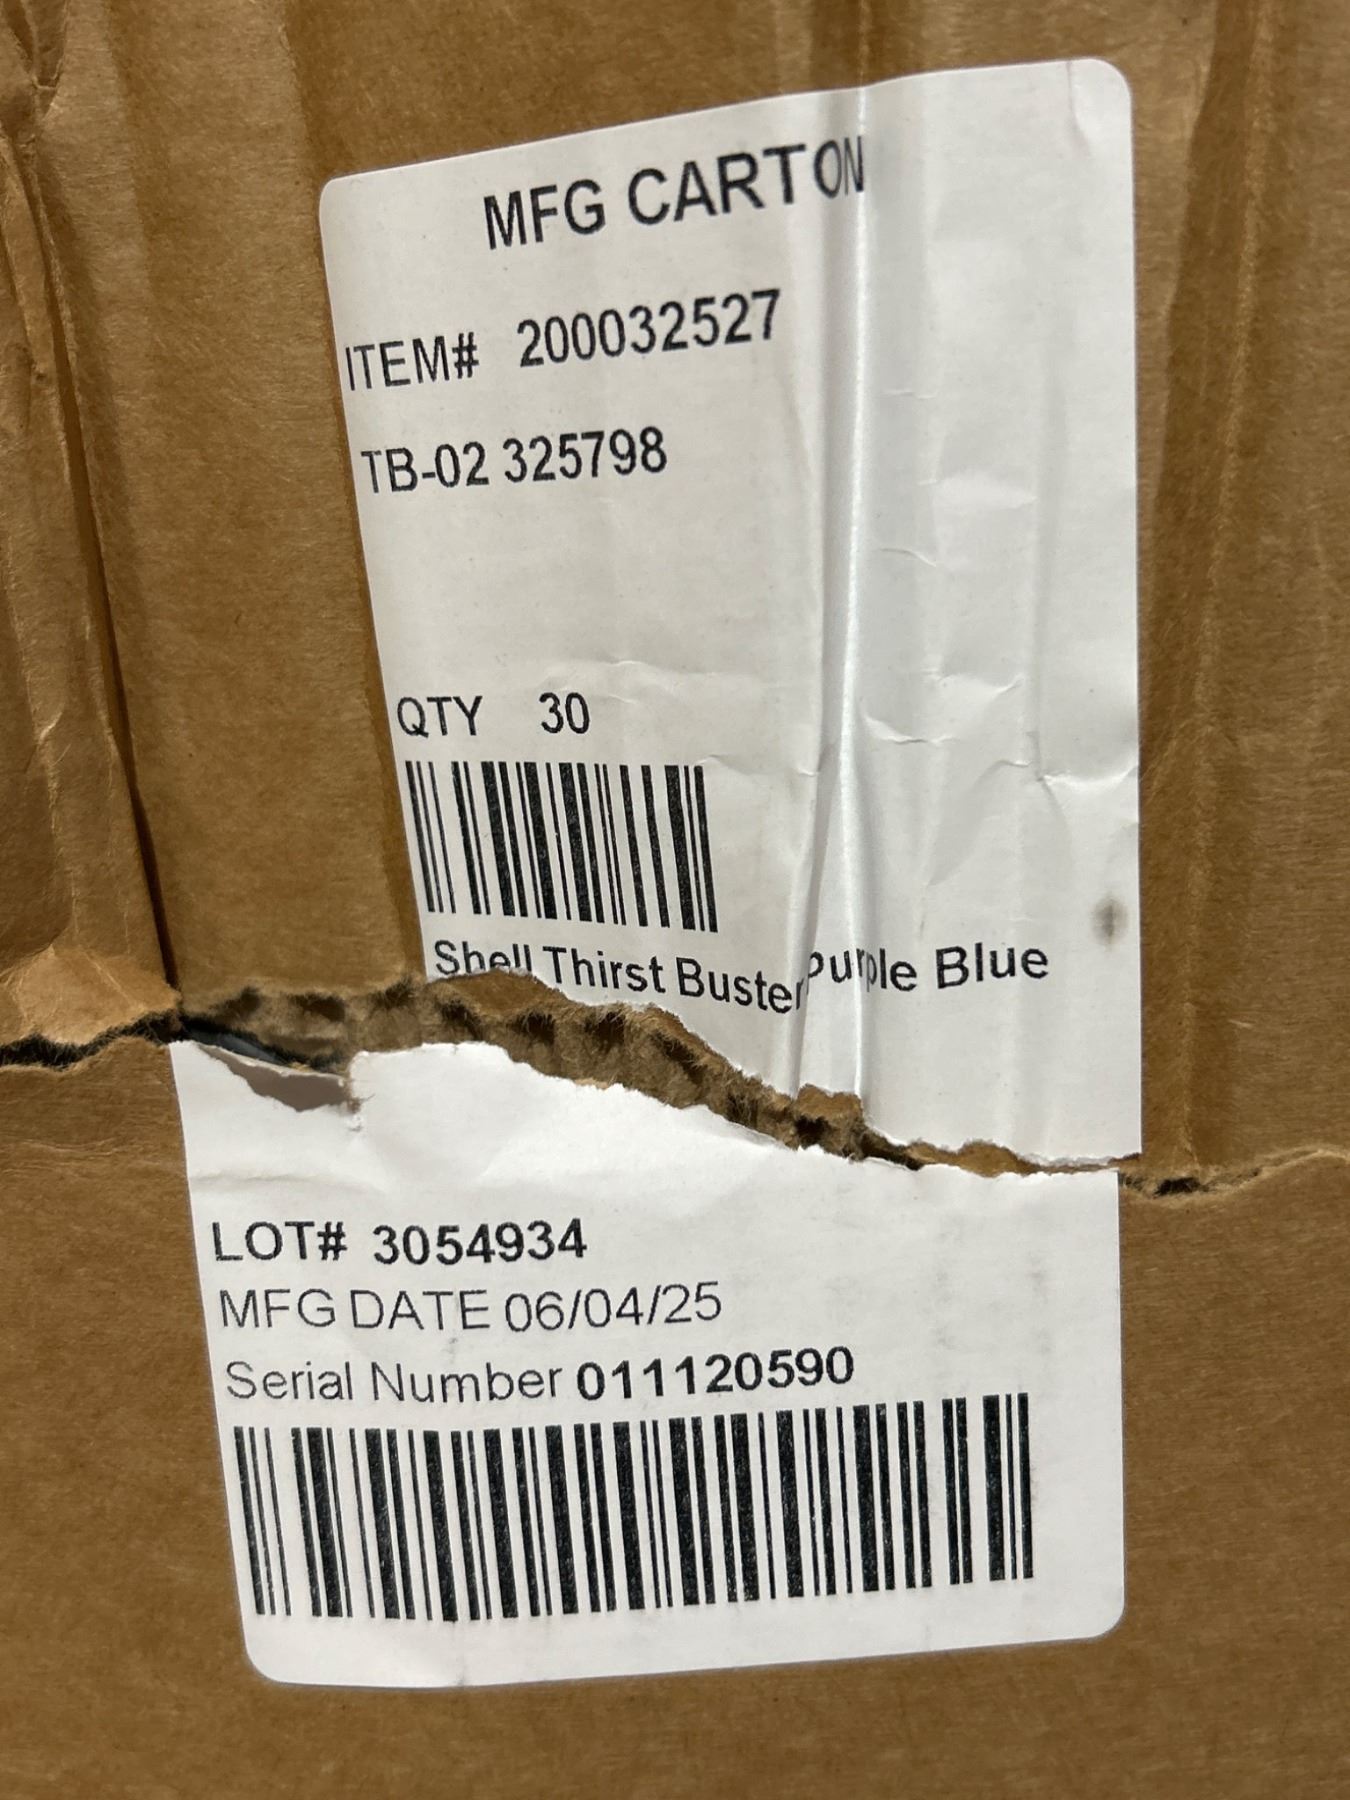 MFG CARTON
ITEM# 200032527
TB-02 325798
QTY 30
Shell Thirst Buster Purple Blue
LOT# 3054934
MFG DATE 06/04/25
Serial Number 011120590